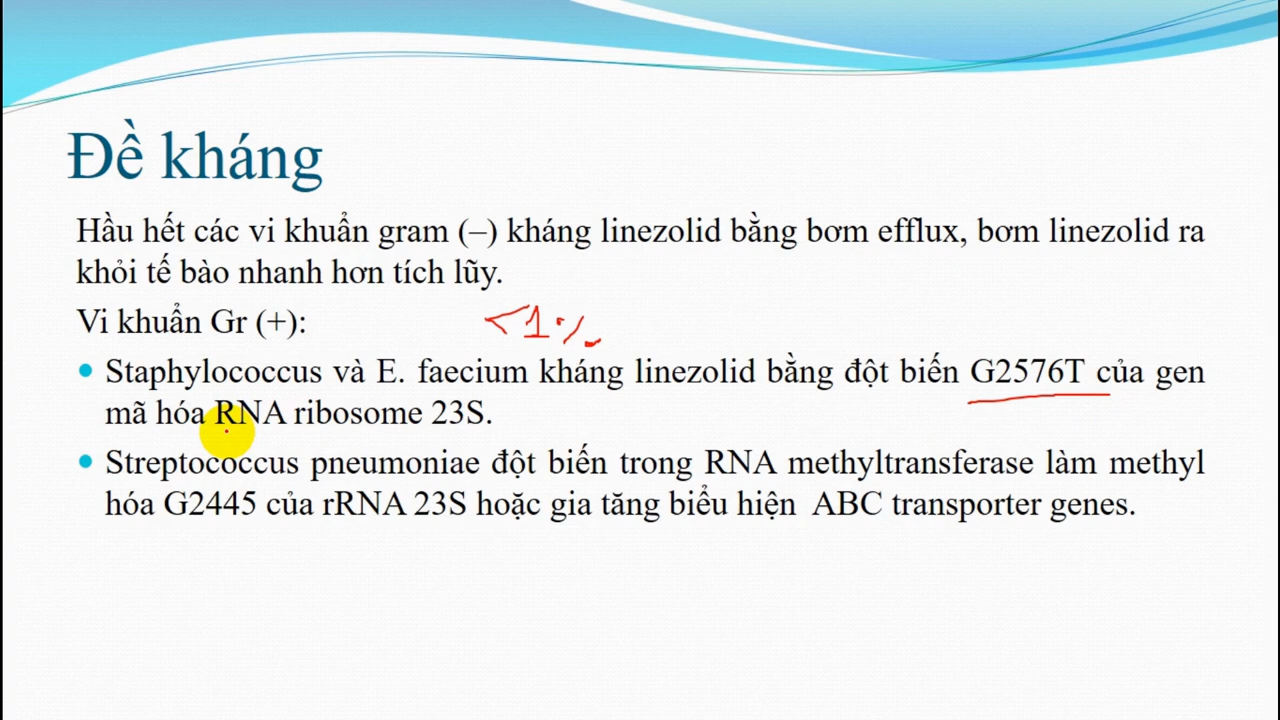 Đề kháng
Hầu hết các vi khuẩn gram (–) kháng linezolid bằng bơm efflux, bơm linezolid ra
khỏi tế bào nhanh hơn tích lũy.
Vi khuẩn Gr (+):
<1%
Staphylococcus và E. faecium kháng linezolid bằng đột biến G2576T của gen
mã hóa RNA ribosome 23S.
Streptococcus pneumoniae đột biến trong RNA methyltransferase làm methyl
hóa G2445 của rRNA 23S hoặc gia tăng biểu hiện ABC transporter genes.